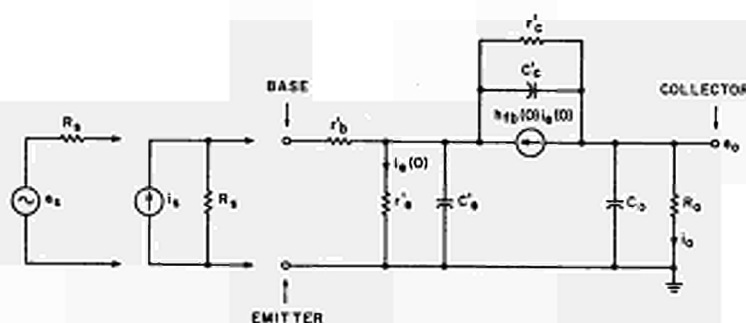 r'c
C'c
BASE
COLLECTOR
hfb(0)ie(0)
Rs
r'b
eo
ie(0)
es
is
Rs
r'e
C'e
Co
Ro
io
EMITTER